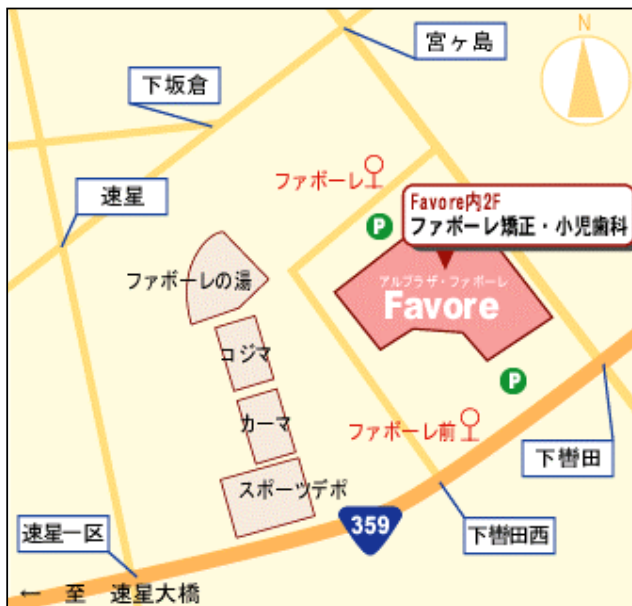 宮ヶ島
N
下坂倉
ファボーレ
速星
P
Favore内2F
ファボーレ矯正・小児歯科
ファボーレの湯
アルプラザ・ファボーレ
Favore
コジマ
P
カーマ
ファボーレ前
下轡田
スポーツデポ
359
速星一区
下轡田西
← 至 速星大橋